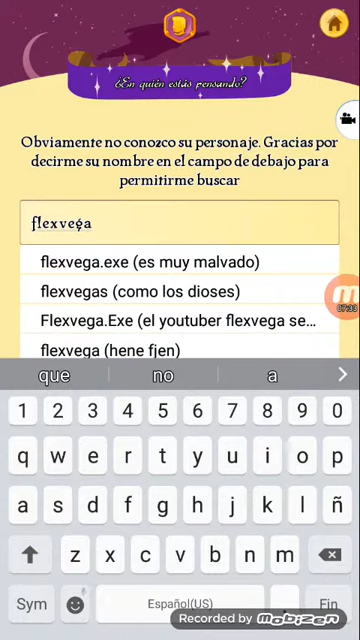 ¿En quién estás pensando?
Obviamente no conozco su personaje. Gracias por
decirme su nombre en el campo de debajo para
permitirme buscar
flexvega
flexvega.exe (es muy malvado)
flexvegas (como los dioses)
Flexvega.Exe (el youtuber flexvega se...
flexvega (hene fjen)
07:33
que no a
1 2 3 4 5 6 7 8 9 0
q w e r t y u i o p
a s d f g h j k l ñ
z x c v b n m
Sym Español(US) Fin
Recorded by mobizen